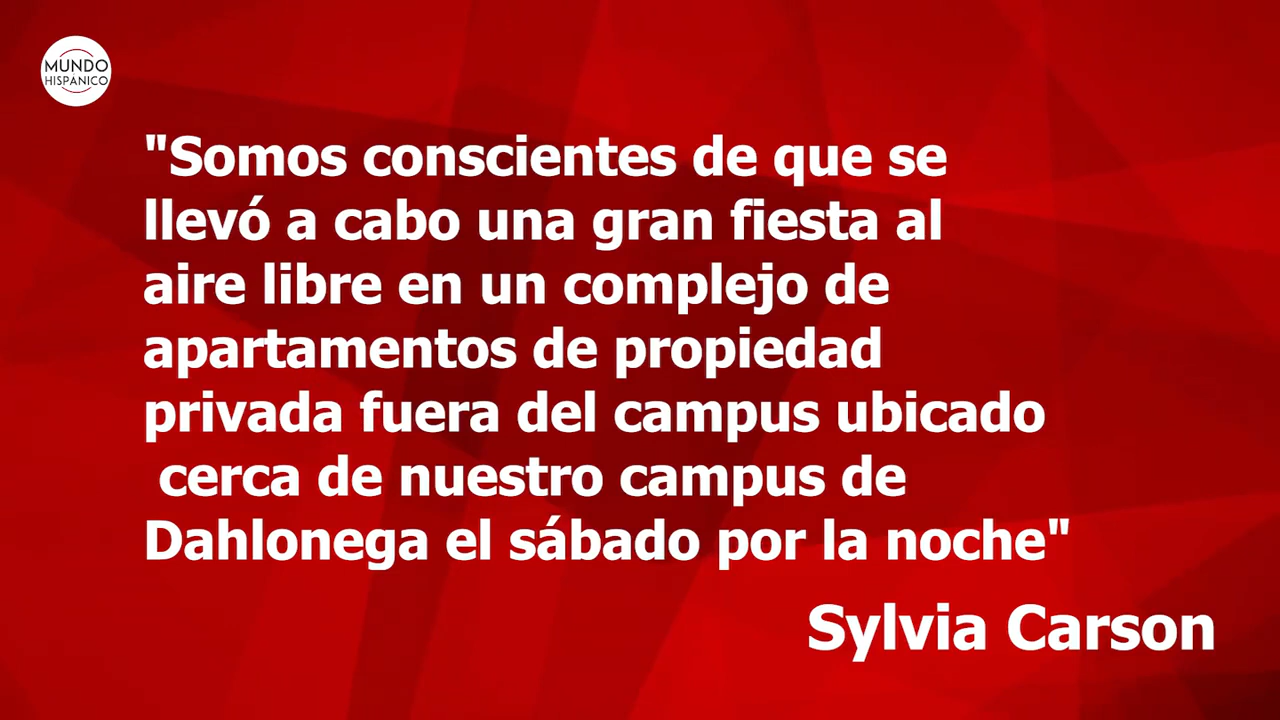 MUNDO
HISPÁNICO
"Somos conscientes de que se
llevó a cabo una gran fiesta al
aire libre en un complejo de
apartamentos de propiedad
privada fuera del campus ubicado
cerca de nuestro campus de
Dahlonega el sábado por la noche"
Sylvia Carson